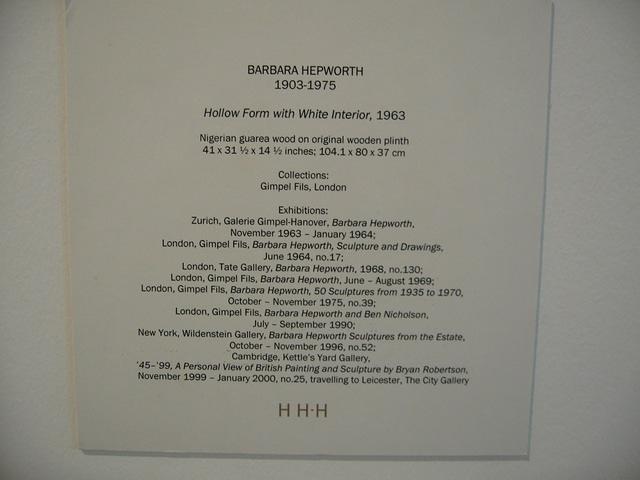 BARBARA HEPWORTH
1903-1975
Hollow Form with White Interior, 1963
Nigerian guarea wood on original wooden plinth
41 x 31 ½ x 14 ½ inches; 104.1 x 80 x 37 cm
Collections:
Gimpel Fils, London
Exhibitions:
Zurich, Galerie Gimpel-Hanover, Barbara Hepworth,
November 1963 – January 1964;
London, Gimpel Fils, Barbara Hepworth, Sculpture and Drawings,
June 1964, no.17;
London, Tate Gallery, Barbara Hepworth, 1968, no.130;
London, Gimpel Fils, Barbara Hepworth, June – August 1969;
London, Gimpel Fils, Barbara Hepworth, 50 Sculptures from 1935 to 1970,
October – November 1975, no.39;
London, Gimpel Fils, Barbara Hepworth and Ben Nicholson,
July – September 1990;
New York, Wildenstein Gallery, Barbara Hepworth Sculptures from the Estate,
October – November 1996, no.52;
Cambridge, Kettle's Yard Gallery,
'45–'99, A Personal View of British Painting and Sculpture by Bryan Robertson,
November 1999 – January 2000, no.25, travelling to Leicester, The City Gallery
H H·H